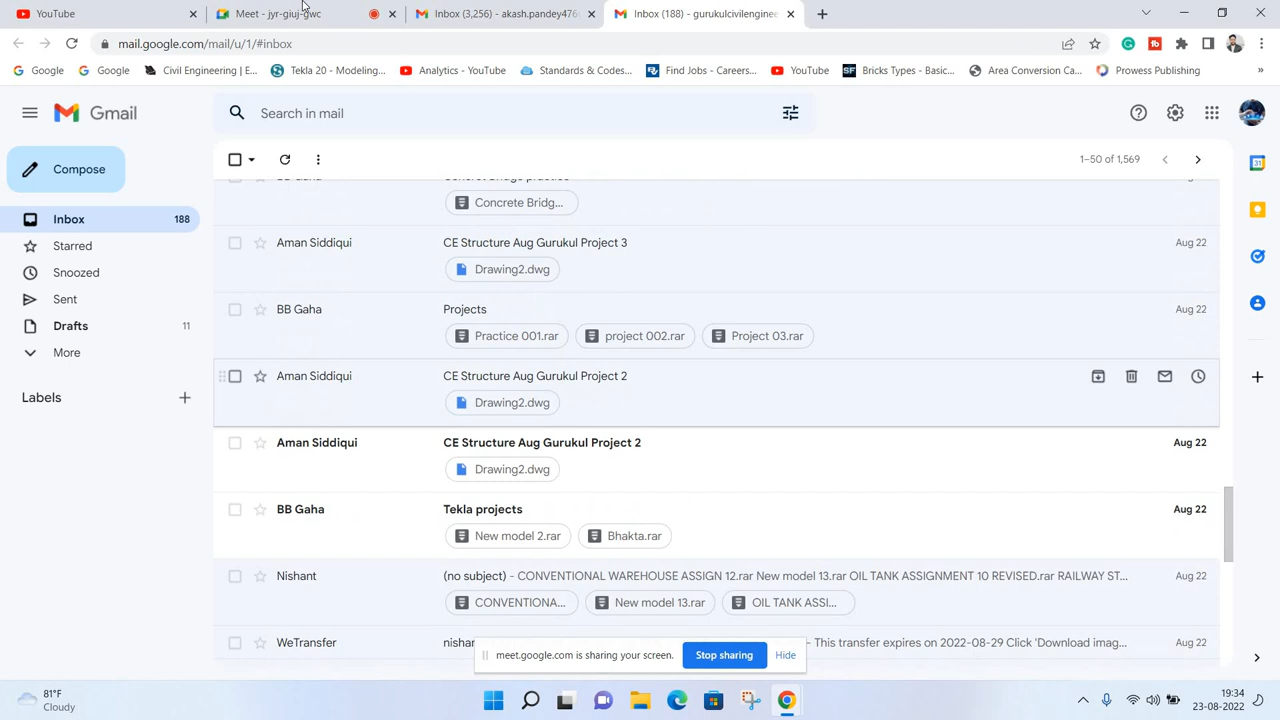 YouTube
Meet - jyr-giuj-gwc
Inbox (3,256) - akash.pandey476
Inbox (188) - gurukulcivilengine
mail.google.com/mail/u/1/#inbox
Google
Google
Civil Engineering | E...
Tekla 20 - Modeling...
Analytics - YouTube
Standards & Codes...
Find Jobs - Careers...
YouTube
Bricks Types - Basic...
Area Conversion Ca...
Prowess Publishing
»
Gmail
Search in mail
Compose
1–50 of 1,569
Inbox 188
Starred
Snoozed
Sent
Drafts 11
More
Labels
Concrete Bridg...
Aman Siddiqui CE Structure Aug Gurukul Project 3 Aug 22
Drawing2.dwg
BB Gaha Projects Aug 22
Practice 001.rar project 002.rar Project 03.rar
Aman Siddiqui CE Structure Aug Gurukul Project 2
Drawing2.dwg
Aman Siddiqui CE Structure Aug Gurukul Project 2 Aug 22
Drawing2.dwg
BB Gaha Tekla projects Aug 22
New model 2.rar Bhakta.rar
Nishant (no subject) - CONVENTIONAL WAREHOUSE ASSIGN 12.rar New model 13.rar OIL TANK ASSIGNMENT 10 REVISED.rar RAILWAY ST... Aug 22
CONVENTIONA... New model 13.rar OIL TANK ASSI...
WeTransfer nishar - This transfer expires on 2022-08-29 Click 'Download imag... Aug 22
meet.google.com is sharing your screen. Stop sharing Hide
81°F
Cloudy
19:34
23-08-2022